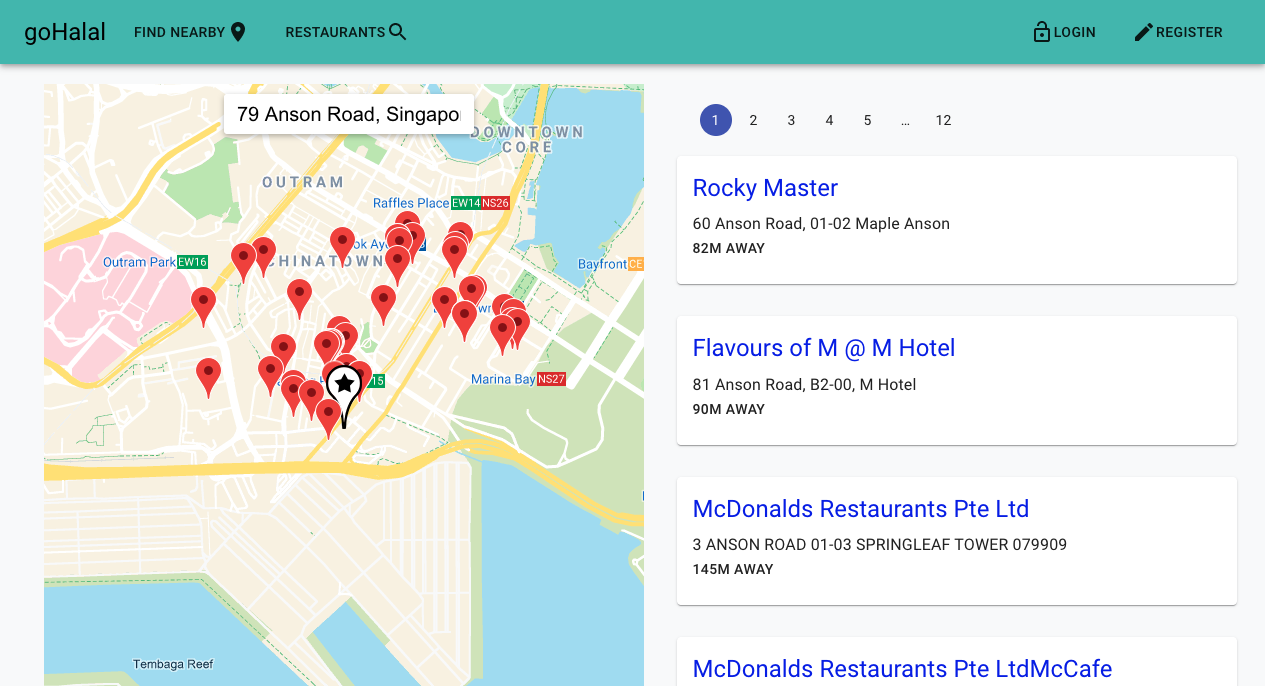 goHalal
FIND NEARBY
RESTAURANTS
LOGIN
REGISTER
79 Anson Road, Singapo
DOWNTOWN
CORE
OUTRAM
Raffles Place EW14 NS26
Outram Park EW16
CHINATOWN
Bayfront CE
15
Marina Bay NS27
Tembaga Reef
1 2 3 4 5 ... 12
Rocky Master
60 Anson Road, 01-02 Maple Anson
82M AWAY
Flavours of M @ M Hotel
81 Anson Road, B2-00, M Hotel
90M AWAY
McDonalds Restaurants Pte Ltd
3 ANSON ROAD 01-03 SPRINGLEAF TOWER 079909
145M AWAY
McDonalds Restaurants Pte LtdMcCafe